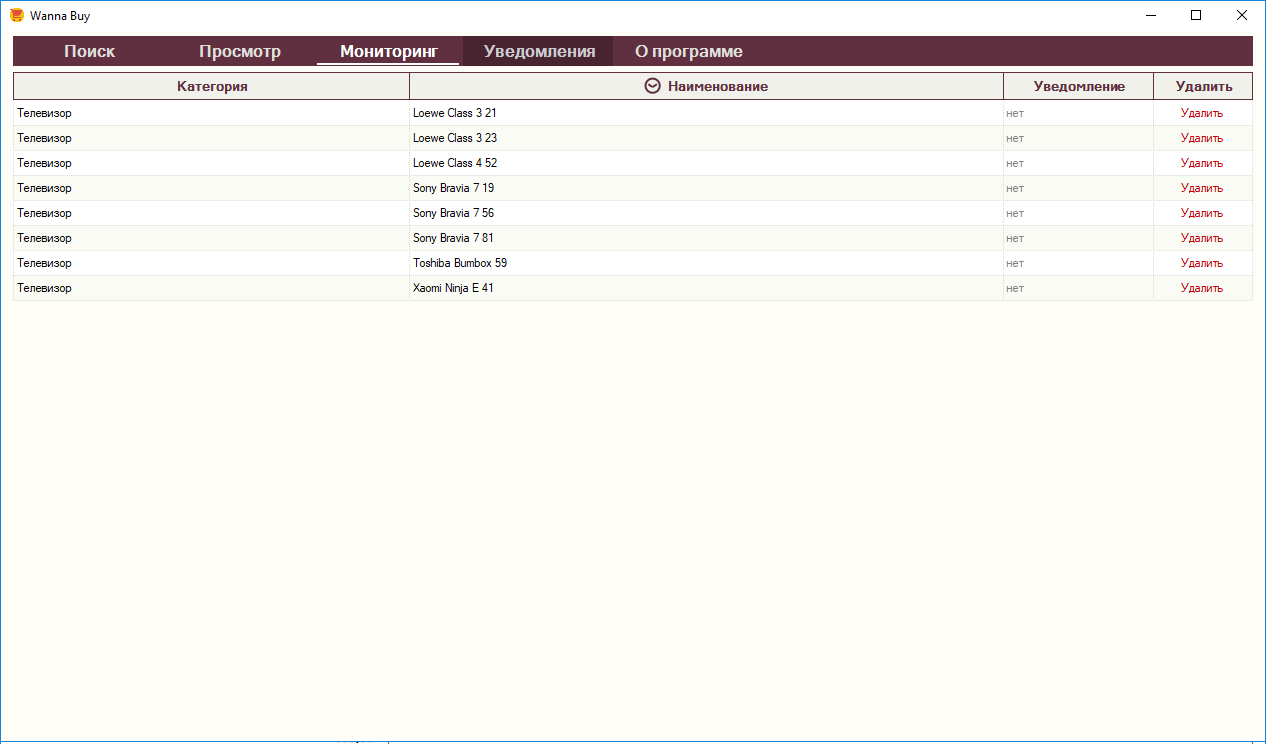 Wanna Buy
Поиск Просмотр Мониторинг Уведомления О программе
Категория Наименование Уведомление Удалить
Телевизор Loewe Class 3 21 нет Удалить
Телевизор Loewe Class 3 23 нет Удалить
Телевизор Loewe Class 4 52 нет Удалить
Телевизор Sony Bravia 7 19 нет Удалить
Телевизор Sony Bravia 7 56 нет Удалить
Телевизор Sony Bravia 7 81 нет Удалить
Телевизор Toshiba Bumbox 59 нет Удалить
Телевизор Xaomi Ninja E 41 нет Удалить